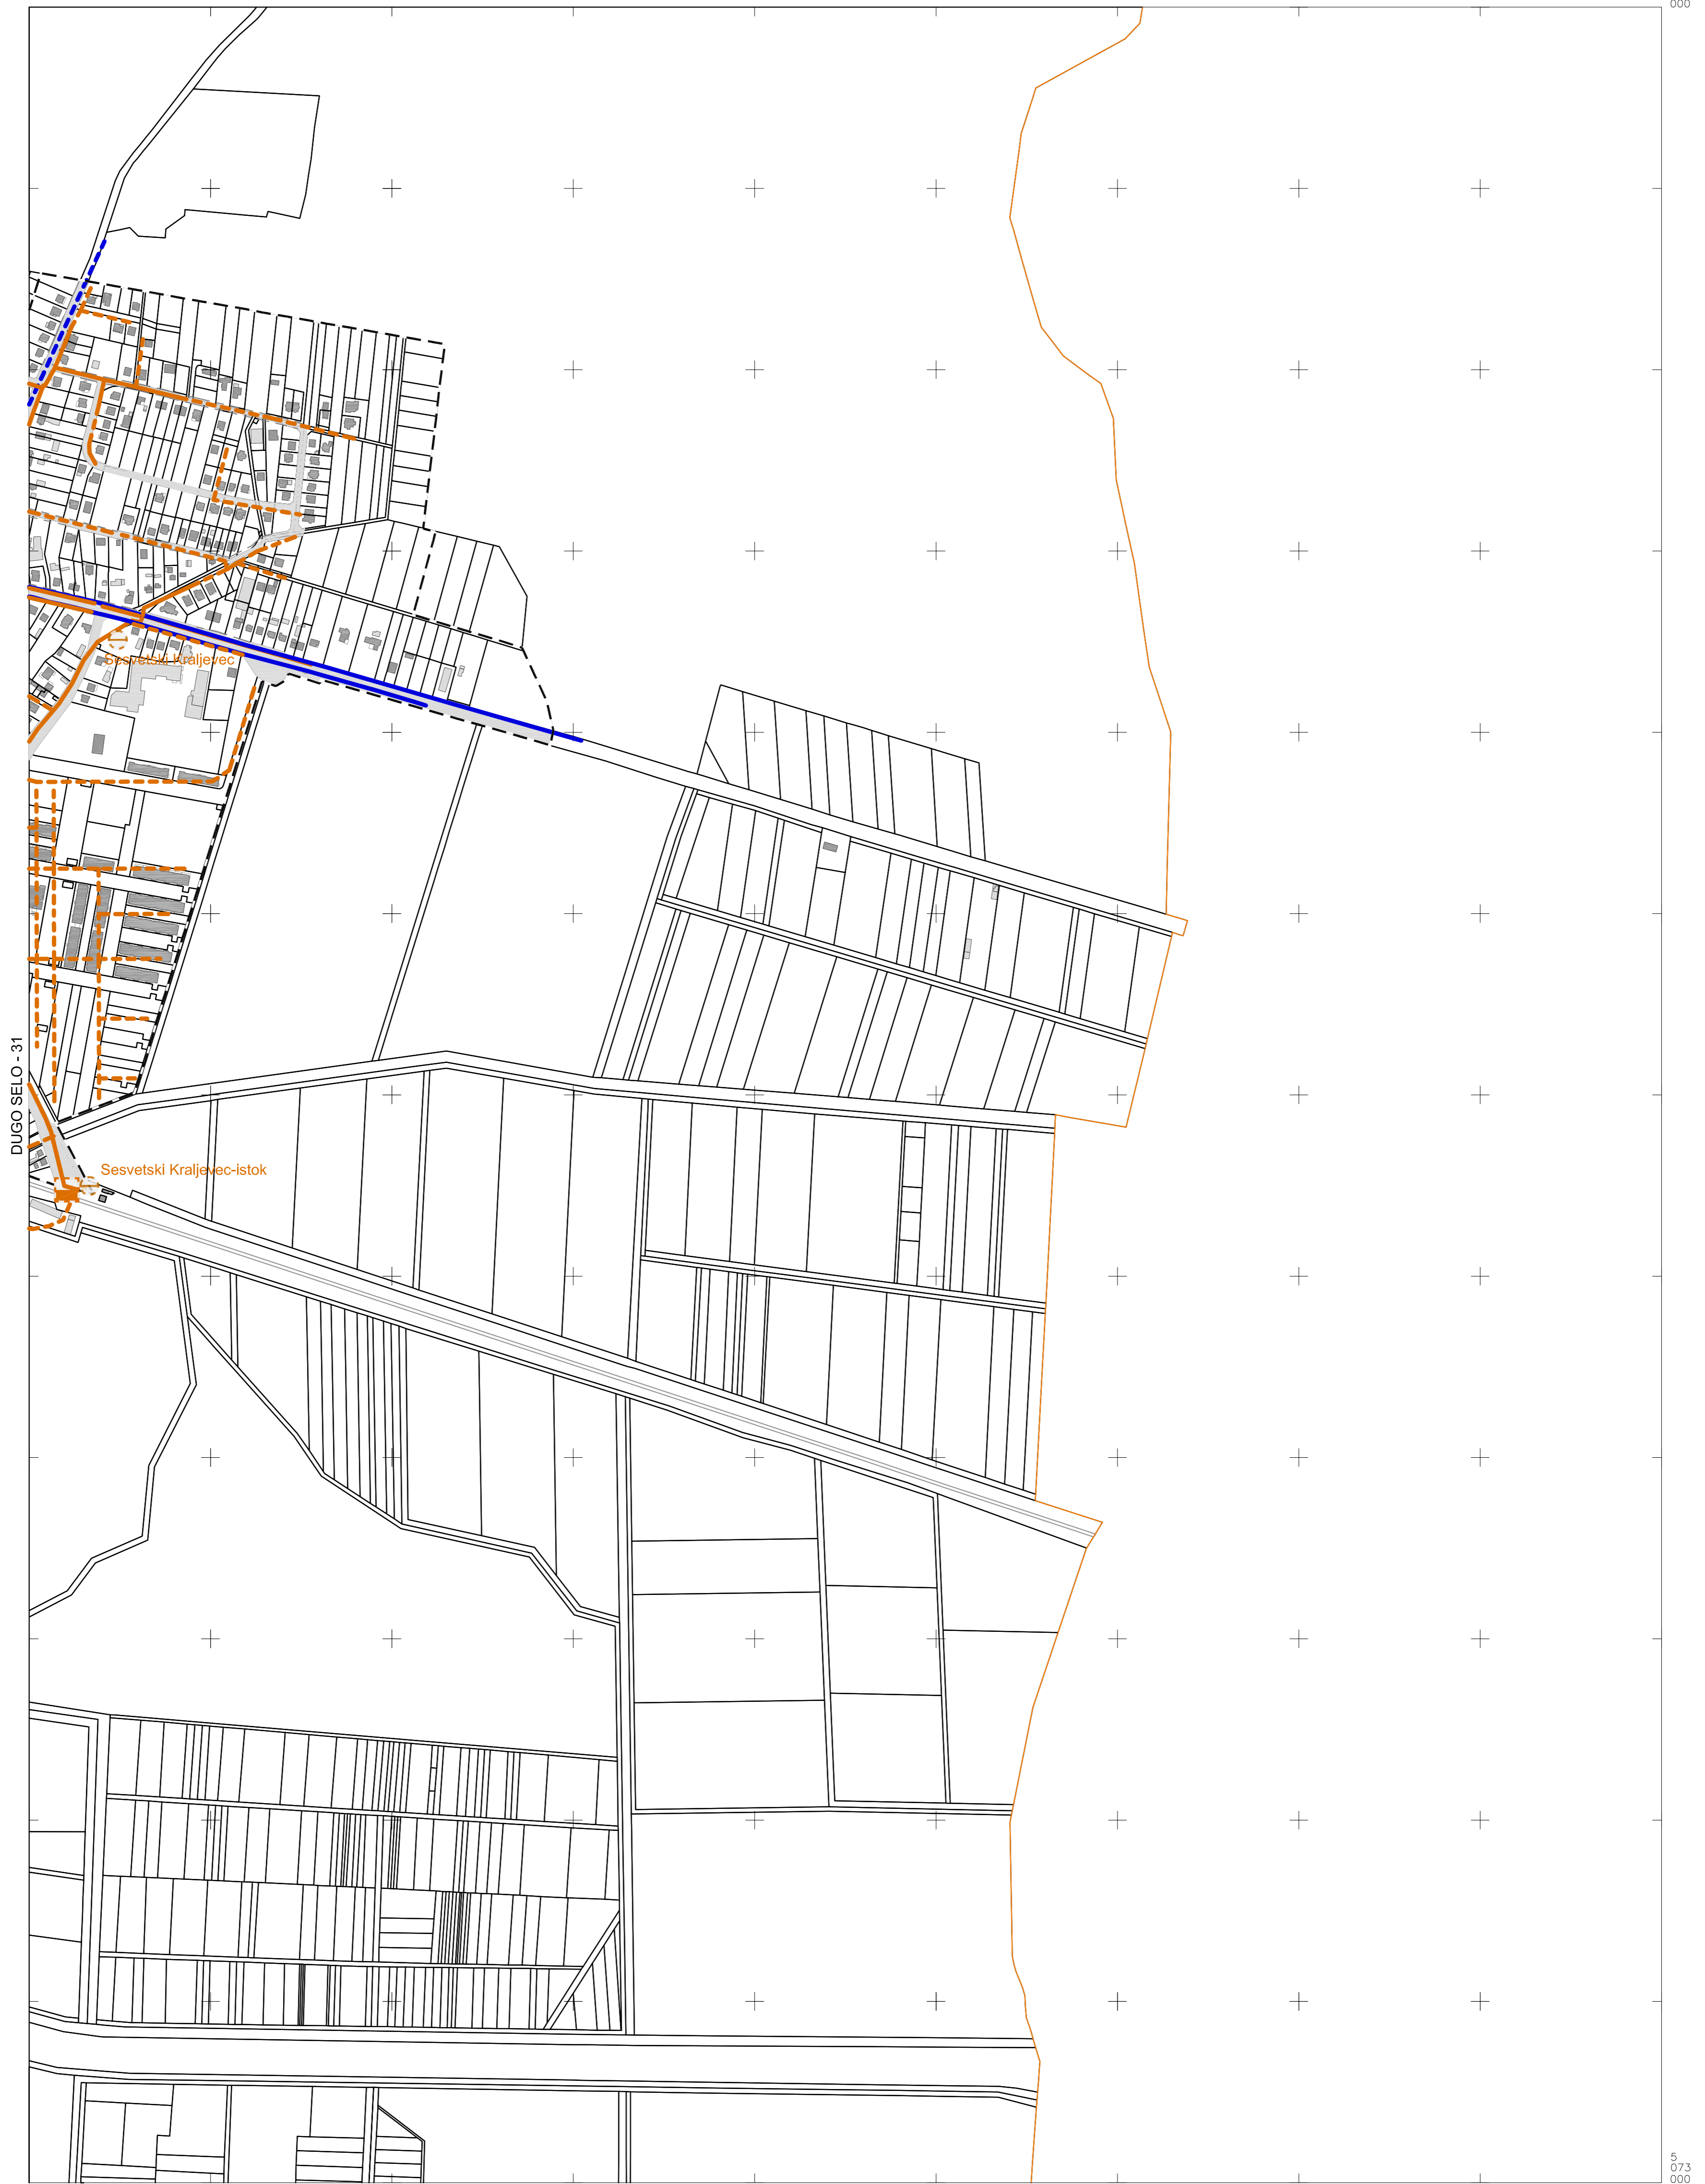 000
Sesvetski Kraljevec
DUGO SELO - 31
Sesvetski Kraljevec-istok
5
073
000